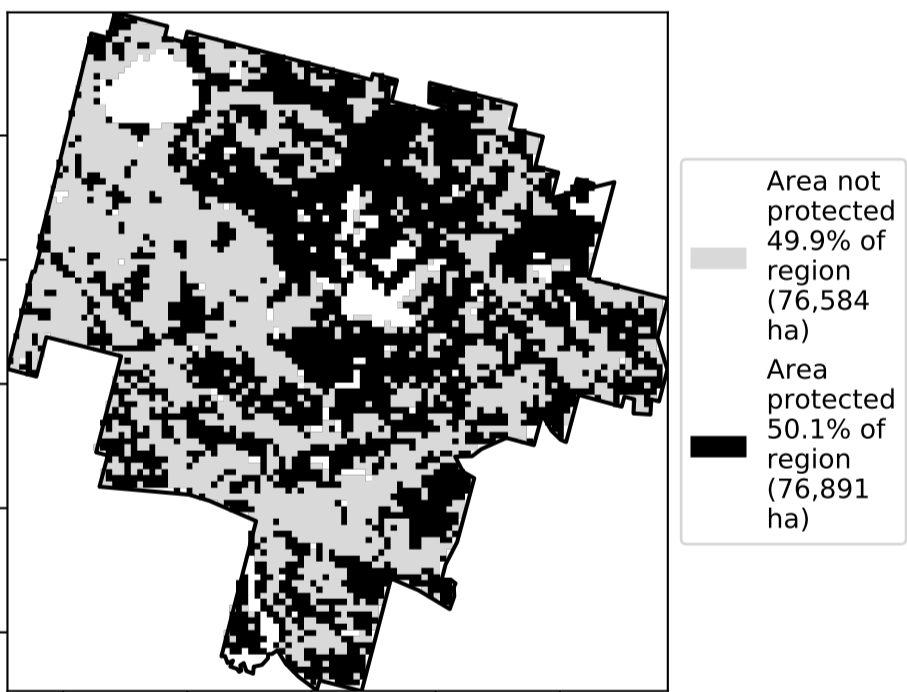 Area not
protected
49.9% of
region
(76,584
ha)
Area
protected
50.1% of
region
(76,891
ha)